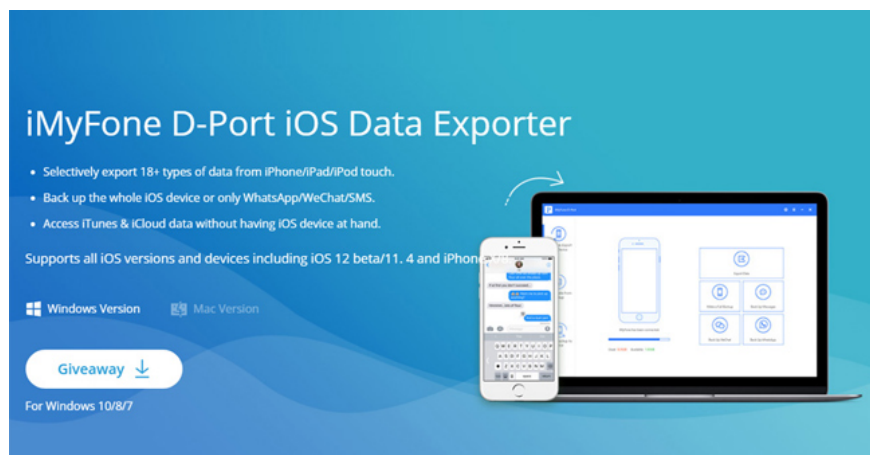 iMyFone D-Port iOS Data Exporter
Selectively export 18+ types of data from iPhone/iPad/iPod touch.
Back up the whole iOS device or only WhatsApp/WeChat/SMS.
Access iTunes & iCloud data without having iOS device at hand.
Supports all iOS versions and devices including iOS 12 beta/11. 4 and iPhone
Windows Version
Mac Version
Giveaway
For Windows 10/8/7